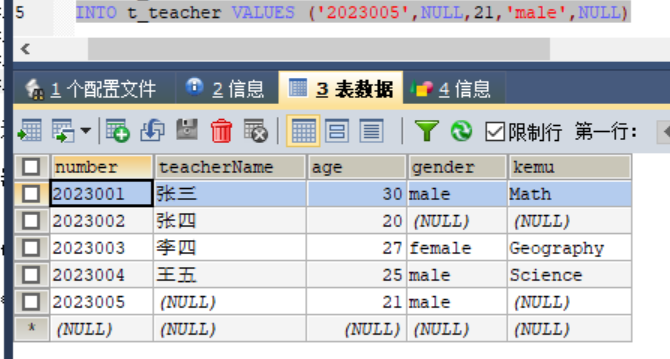 5 INTO t_teacher VALUES ('2023005',NULL,21,'male',NULL)
1 个配置文件 2 信息 3 表数据 4 信息
限制行 第一行:
number teacherName age gender kemu
2023001 张三 30 male Math
2023002 张四 20 (NULL) (NULL)
2023003 李四 27 female Geography
2023004 王五 25 male Science
2023005 (NULL) 21 male (NULL)
* (NULL) (NULL) (NULL) (NULL) (NULL)